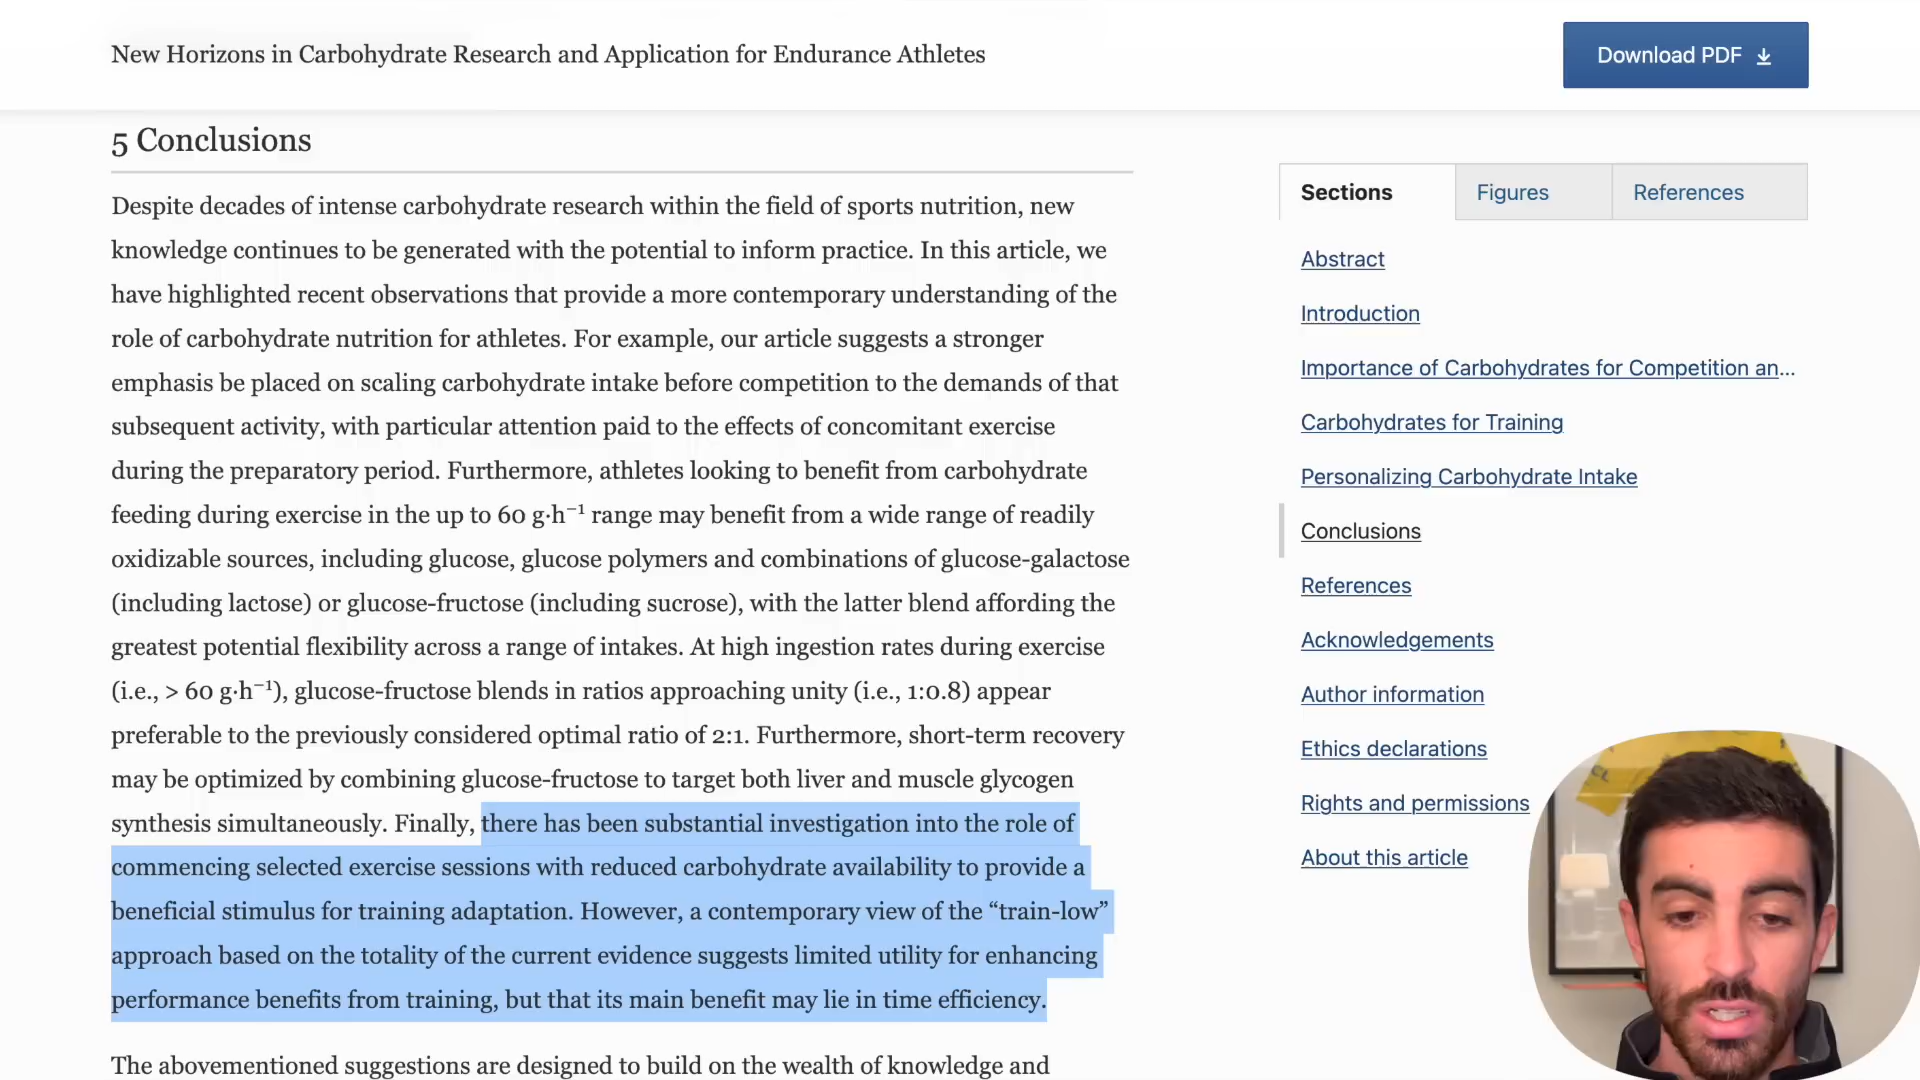 New Horizons in Carbohydrate Research and Application for Endurance Athletes
Download PDF
5 Conclusions
Despite decades of intense carbohydrate research within the field of sports nutrition, new
knowledge continues to be generated with the potential to inform practice. In this article, we
have highlighted recent observations that provide a more contemporary understanding of the
role of carbohydrate nutrition for athletes. For example, our article suggests a stronger
emphasis be placed on scaling carbohydrate intake before competition to the demands of that
subsequent activity, with particular attention paid to the effects of concomitant exercise
during the preparatory period. Furthermore, athletes looking to benefit from carbohydrate
feeding during exercise in the up to 60 g·h⁻¹ range may benefit from a wide range of readily
oxidizable sources, including glucose, glucose polymers and combinations of glucose-galactose
(including lactose) or glucose-fructose (including sucrose), with the latter blend affording the
greatest potential flexibility across a range of intakes. At high ingestion rates during exercise
(i.e., > 60 g·h⁻¹), glucose-fructose blends in ratios approaching unity (i.e., 1:0.8) appear
preferable to the previously considered optimal ratio of 2:1. Furthermore, short-term recovery
may be optimized by combining glucose-fructose to target both liver and muscle glycogen
synthesis simultaneously. Finally, there has been substantial investigation into the role of
commencing selected exercise sessions with reduced carbohydrate availability to provide a
beneficial stimulus for training adaptation. However, a contemporary view of the “train-low”
approach based on the totality of the current evidence suggests limited utility for enhancing
performance benefits from training, but that its main benefit may lie in time efficiency.
The abovementioned suggestions are designed to build on the wealth of knowledge and
Sections
Figures
References
Abstract
Introduction
Importance of Carbohydrates for Competition an...
Carbohydrates for Training
Personalizing Carbohydrate Intake
Conclusions
References
Acknowledgements
Author information
Ethics declarations
Rights and permissions
About this article